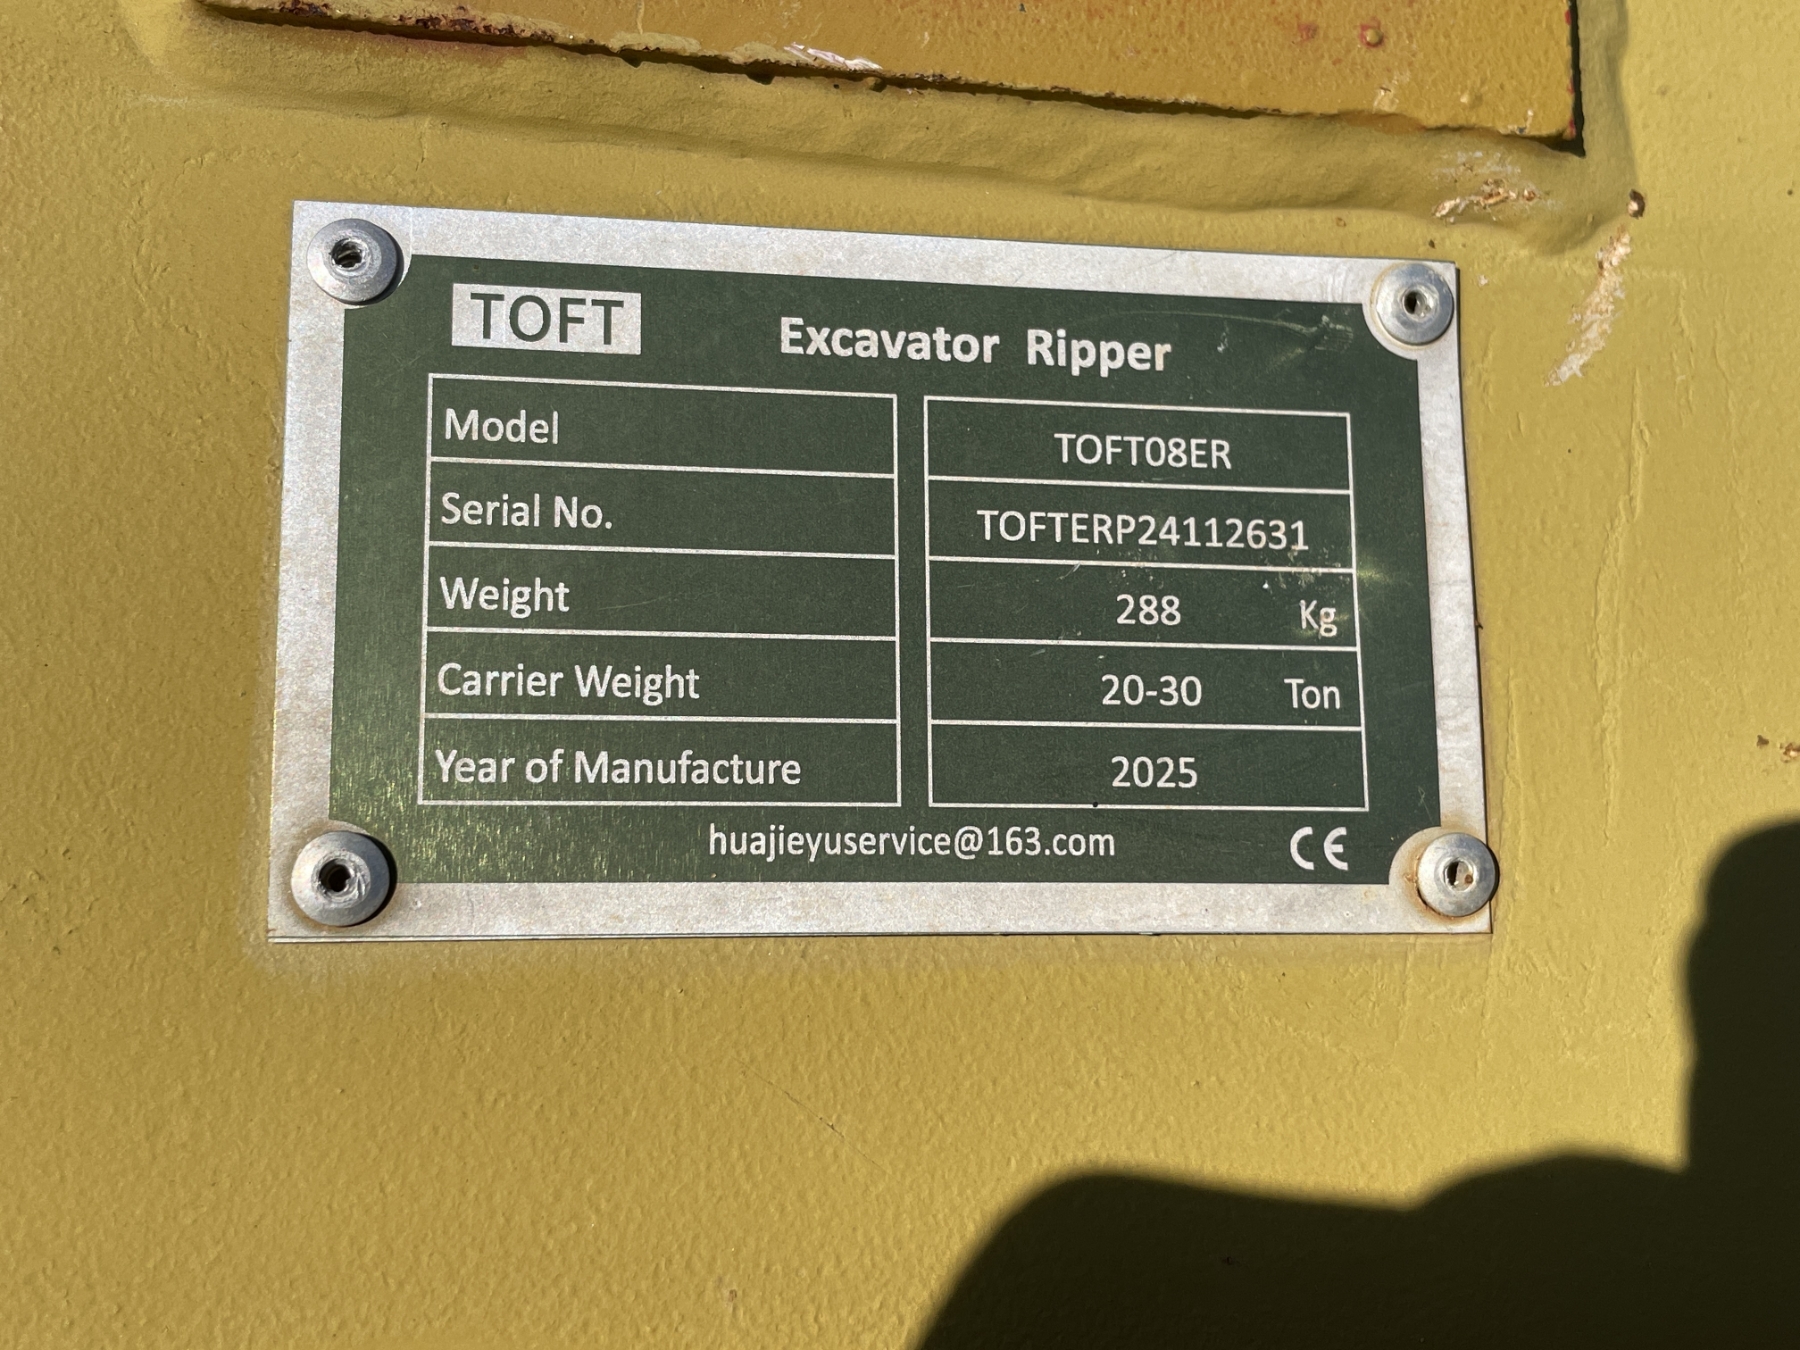 TOFT Excavator Ripper
Model TOFT08ER
Serial No. TOFTERP24112631
Weight 288 Kg
Carrier Weight 20-30 Ton
Year of Manufacture 2025
huajieyuservice@163.com CE